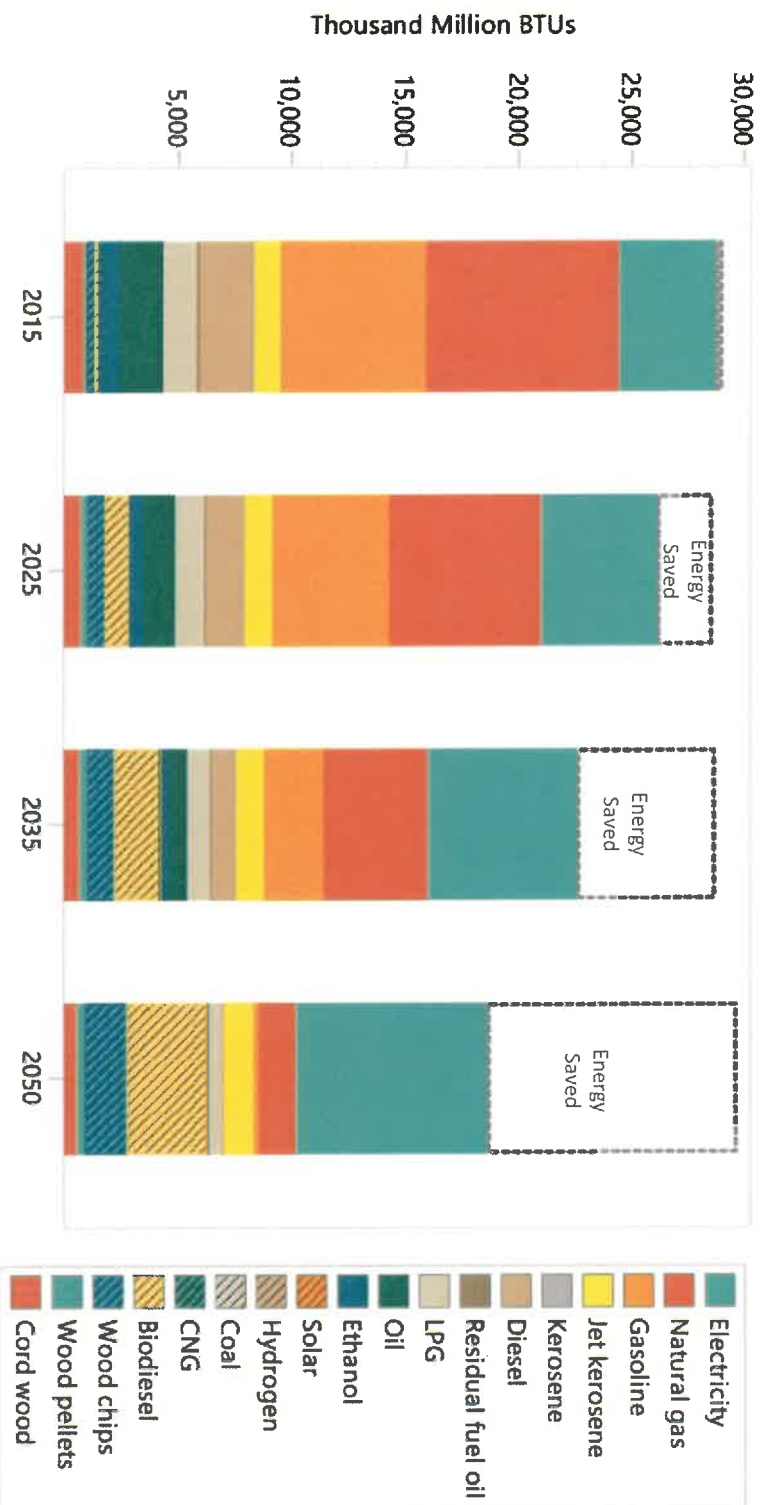 Thousand Million BTUs
30,000
25,000
20,000
15,000
10,000
5,000
2015
2025
2035
2050
Energy
Saved
Energy
Saved
Energy
Saved
Electricity
Natural gas
Gasoline
Jet kerosene
Kerosene
Diesel
Residual fuel oil
LPG
Oil
Ethanol
Solar
Hydrogen
Coal
CNG
Biodiesel
Wood chips
Wood pellets
Cord wood